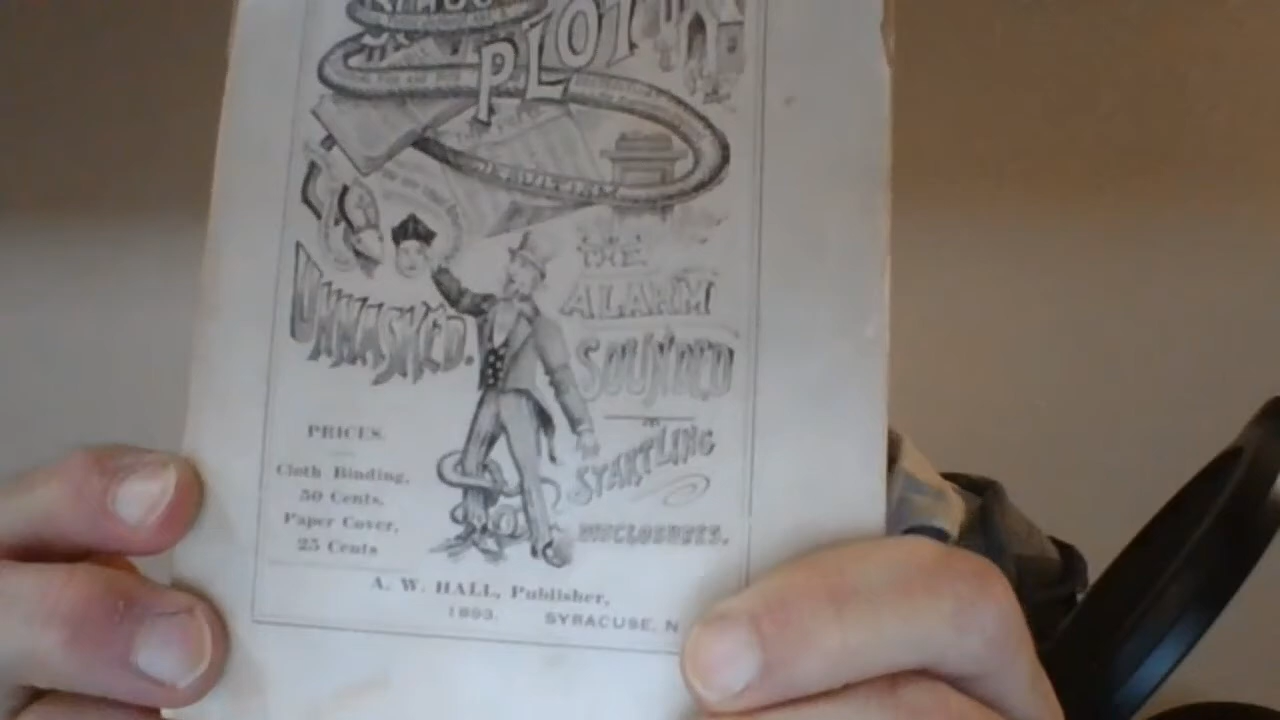 PLOT
UNMASKED.
THE
ALARM
SOUNDED
STARTLING
DISCLOSURES.
PRICES.
Cloth Binding,
50 Cents.
Paper Cover,
25 Cents
A. W. HALL, Publisher,
1893. SYRACUSE, N